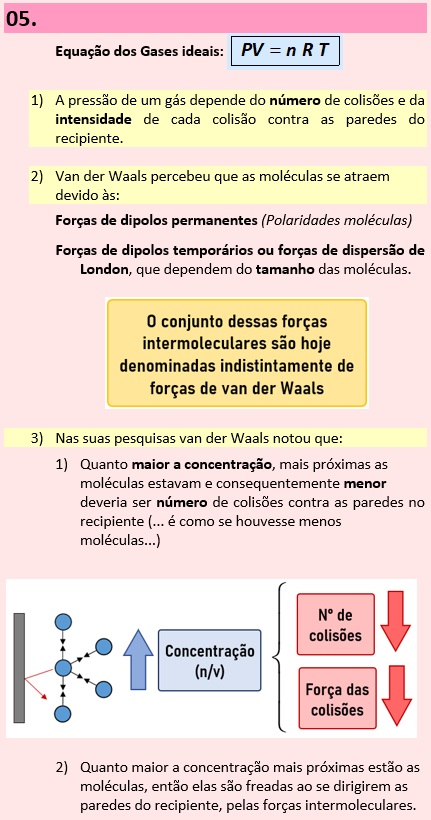 05.
Equação dos Gases ideais: PV = n R T
1) A pressão de um gás depende do número de colisões e da
intensidade de cada colisão contra as paredes do
recipiente.
2) Van der Waals percebeu que as moléculas se atraem
devido às:
Forças de dipolos permanentes (Polaridades moléculas)
Forças de dipolos temporários ou forças de dispersão de
London, que dependem do tamanho das moléculas.
O conjunto dessas forças
intermoleculares são hoje
denominadas indistintamente de
forças de van der Waals
3) Nas suas pesquisas van der Waals notou que:
1) Quanto maior a concentração, mais próximas as
moléculas estavam e consequentemente menor
deveria ser número de colisões contra as paredes no
recipiente (... é como se houvesse menos
moléculas...)
Concentração
(n/v)
N° de
colisões
Força das
colisões
2) Quanto maior a concentração mais próximas estão as
moléculas, então elas são freadas ao se dirigirem as
paredes do recipiente, pelas forças intermoleculares.